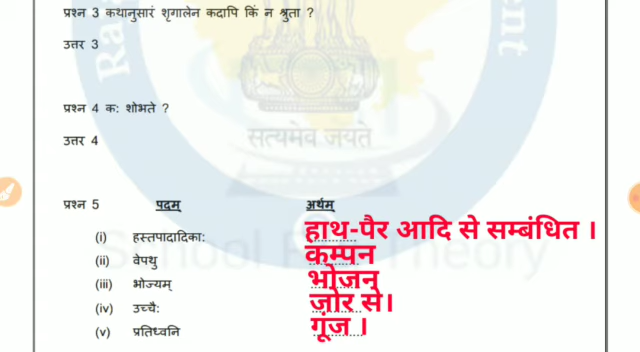 प्रश्न 3 कथानुसारं शृगालेन कदापि किं न श्रुता ?
उत्तर 3
प्रश्न 4 क: शोभते ?
उत्तर 4
सत्यमेव जयते
प्रश्न 5 पदम् अर्थम्
(i) हस्तपादादिका: हाथ-पैर आदि से सम्बंधित ।
(ii) वेपथु कम्पन
(iii) भोज्यम् भोजन
(iv) उच्चै: ज़ोर से।
(v) प्रतिध्वनि गूंज ।